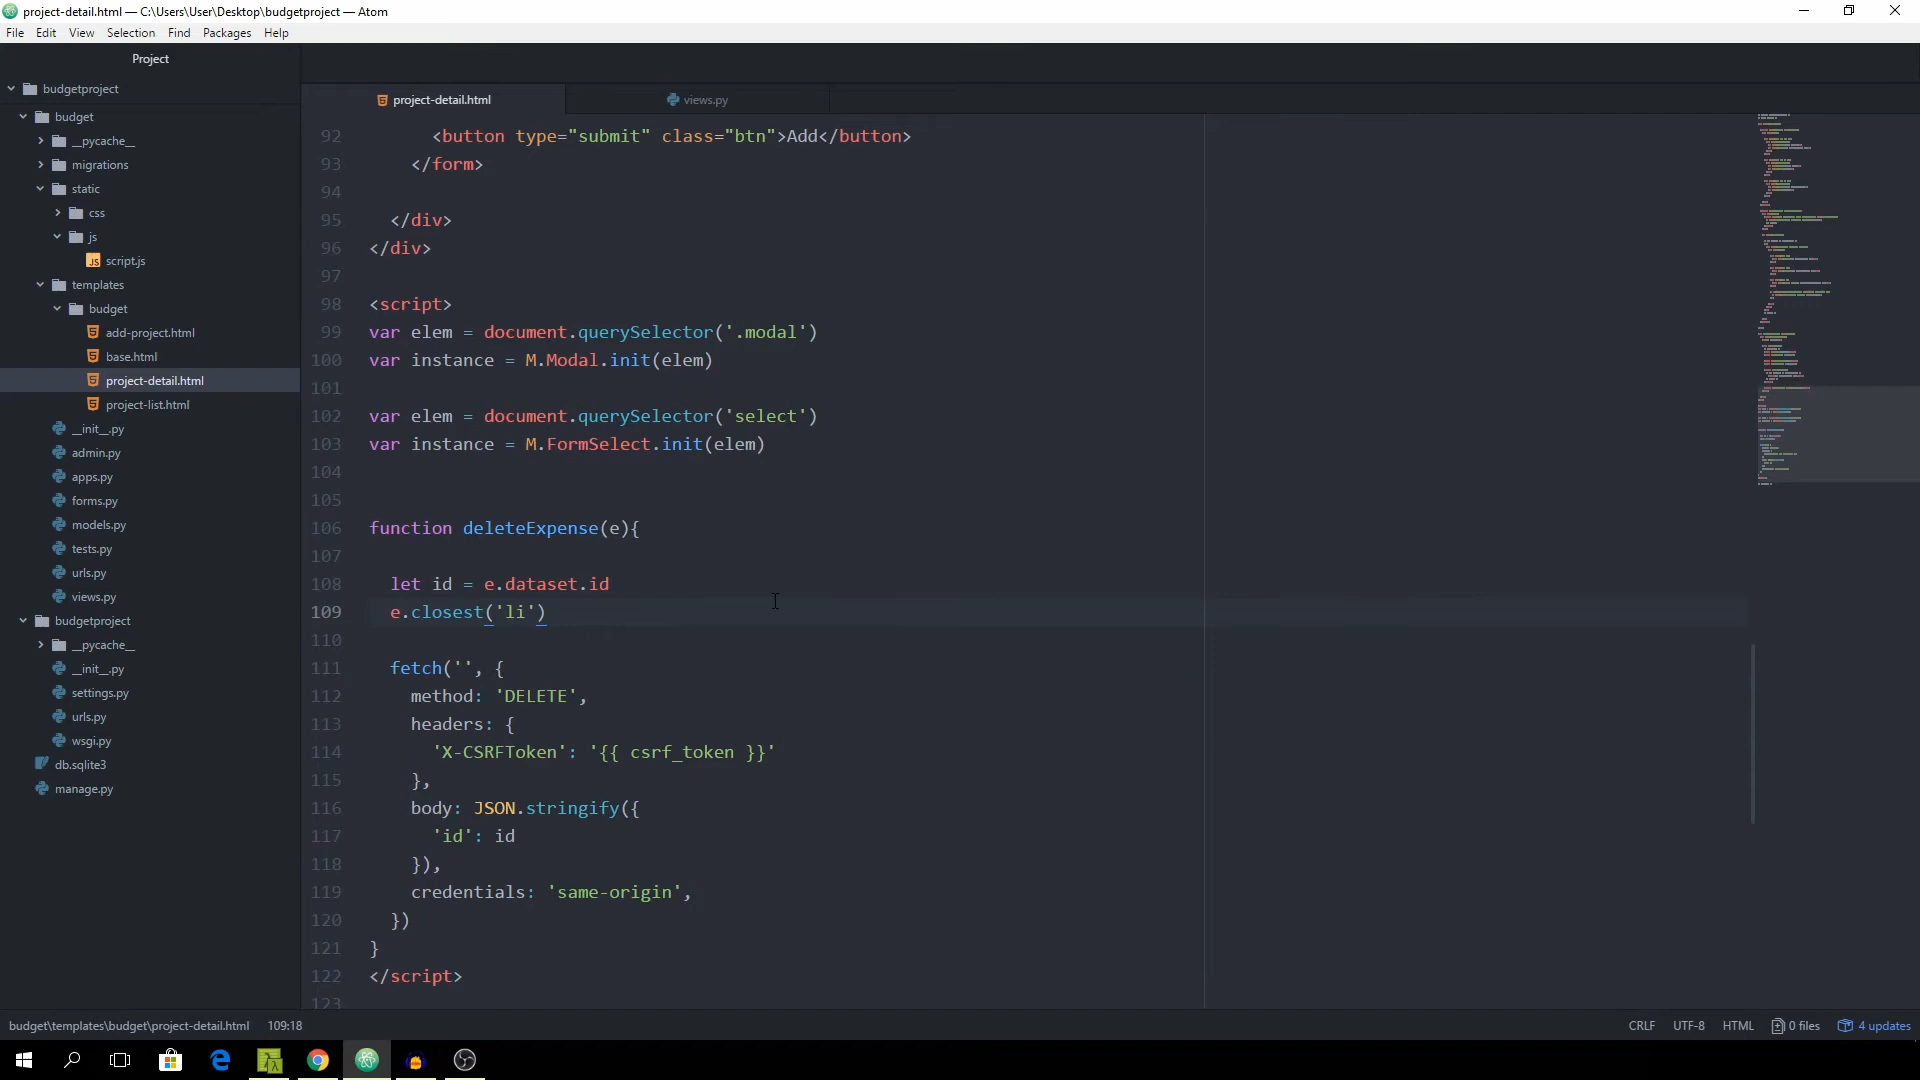 project-detail.html — C:\Users\User\Desktop\budgetproject — Atom
File Edit View Selection Find Packages Help
Project
budgetproject
budget
__pycache__
migrations
static
css
js
script.js
templates
budget
add-project.html
base.html
project-detail.html
project-list.html
__init__.py
admin.py
apps.py
forms.py
models.py
tests.py
urls.py
views.py
budgetproject
__pycache__
__init__.py
settings.py
urls.py
wsgi.py
db.sqlite3
manage.py
project-detail.html views.py
92 <button type="submit" class="btn">Add</button>
93 </form>
94
95 </div>
96 </div>
97
98 <script>
99 var elem = document.querySelector('.modal')
100 var instance = M.Modal.init(elem)
101
102 var elem = document.querySelector('select')
103 var instance = M.FormSelect.init(elem)
104
105
106 function deleteExpense(e){
107
108 let id = e.dataset.id
109 e.closest('li')
110
111 fetch('', {
112 method: 'DELETE',
113 headers: {
114 'X-CSRFToken': '{{ csrf_token }}'
115 },
116 body: JSON.stringify({
117 'id': id
118 }),
119 credentials: 'same-origin',
120 })
121 }
122 </script>
123
budget\templates\budget\project-detail.html 109:18 CRLF UTF-8 HTML 0 files 4 updates